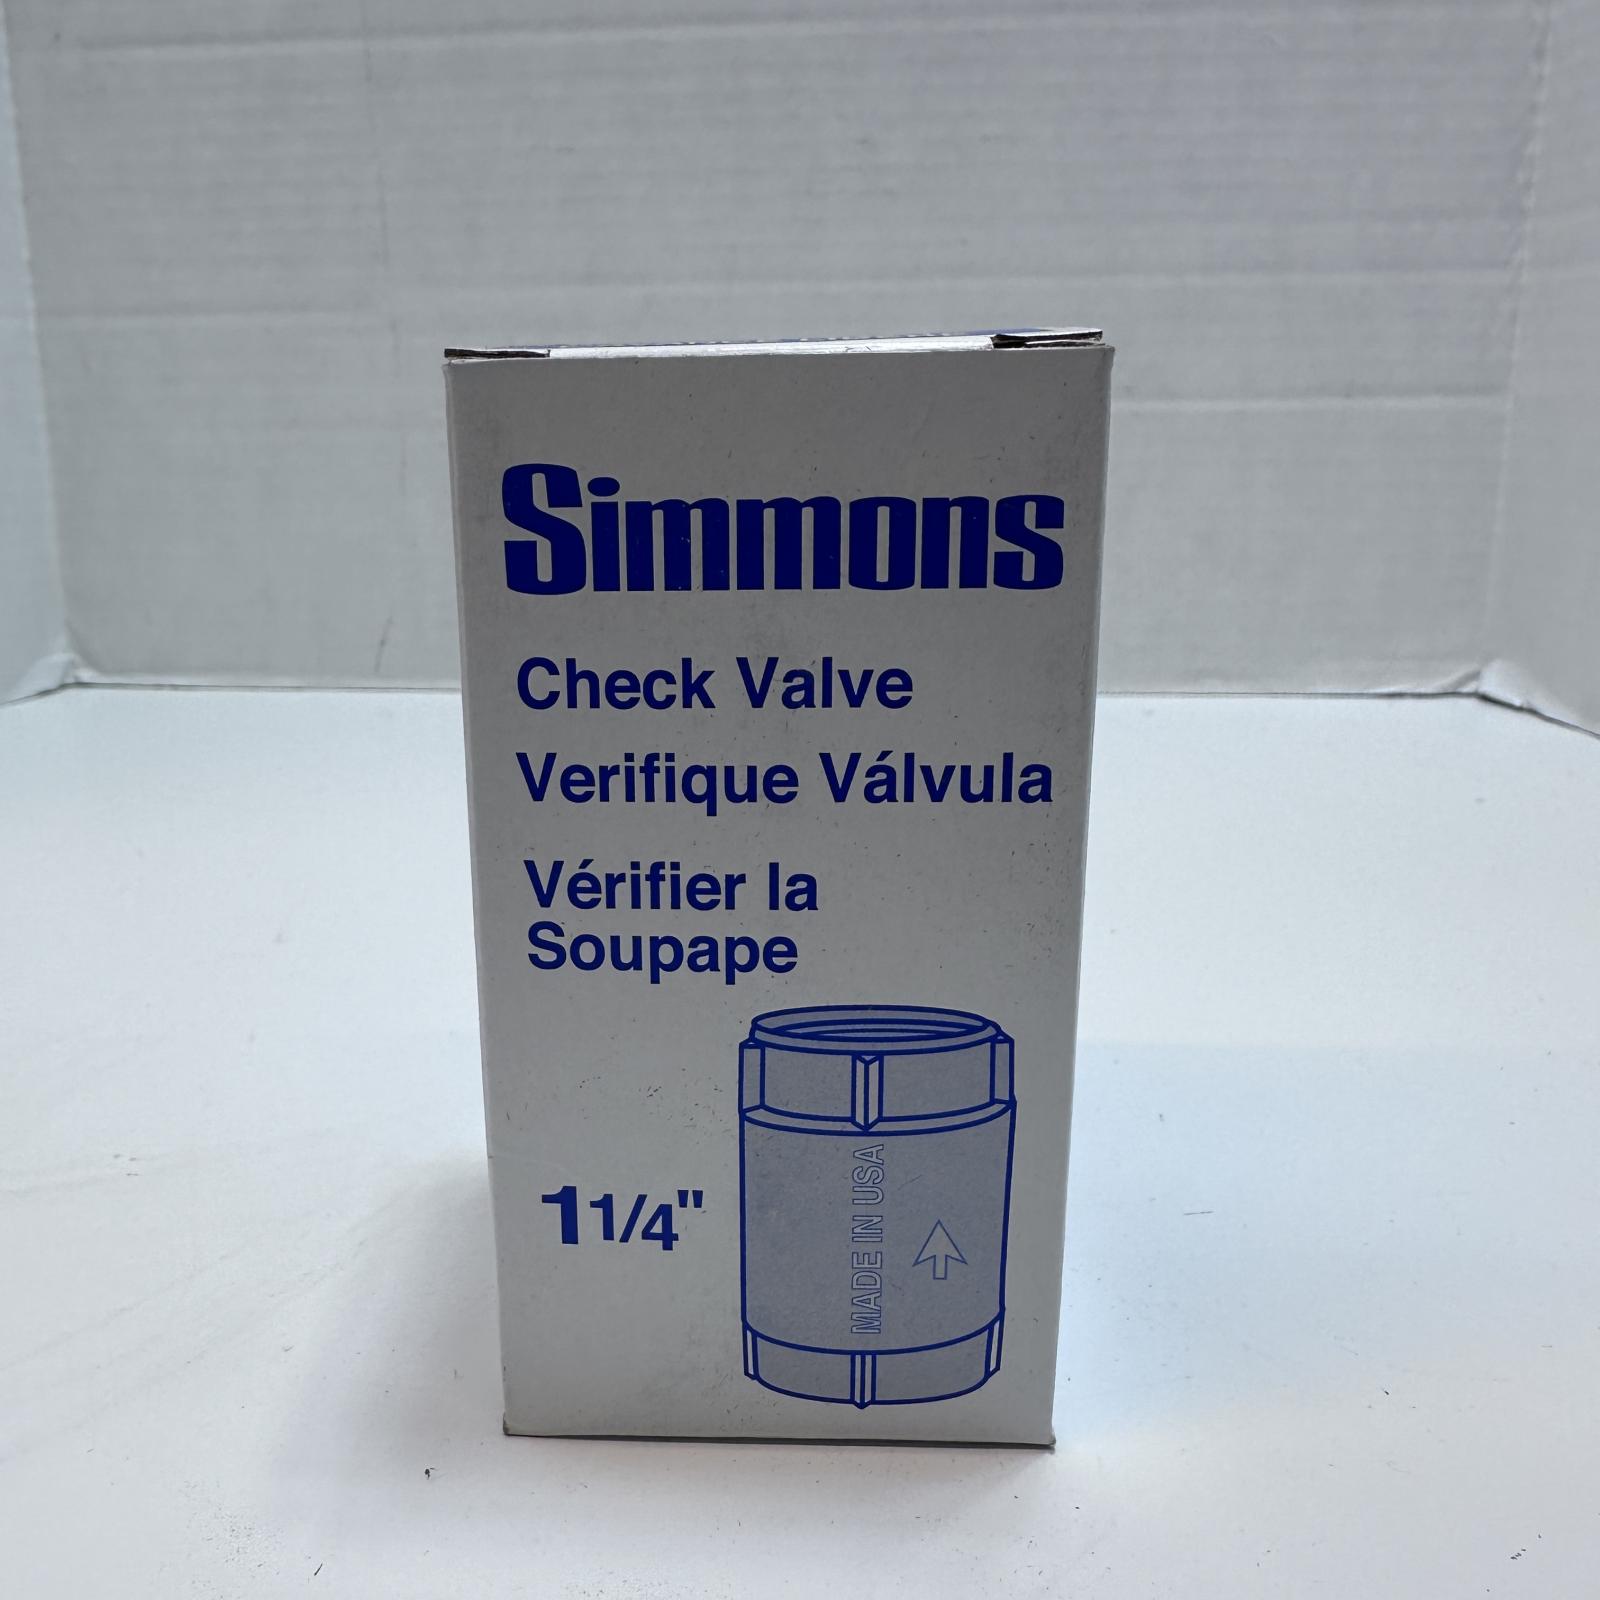 Simmons
Check Valve
Verifique Válvula
Vérifier la
Soupape
1 1/4"
MADE IN USA